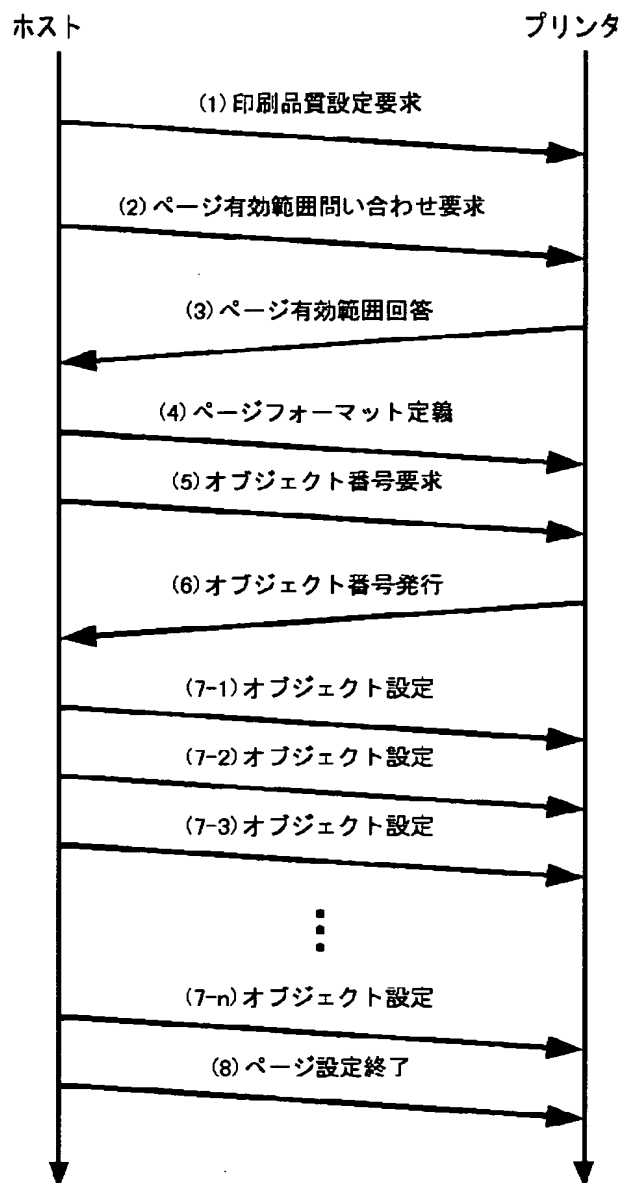 ホスト プリンタ
(1)印刷品質設定要求
(2)ページ有効範囲問い合わせ要求
(3)ページ有効範囲回答
(4)ページフォーマット定義
(5)オブジェクト番号要求
(6)オブジェクト番号発行
(7-1)オブジェクト設定
(7-2)オブジェクト設定
(7-3)オブジェクト設定
(7-n)オブジェクト設定
(8)ページ設定終了